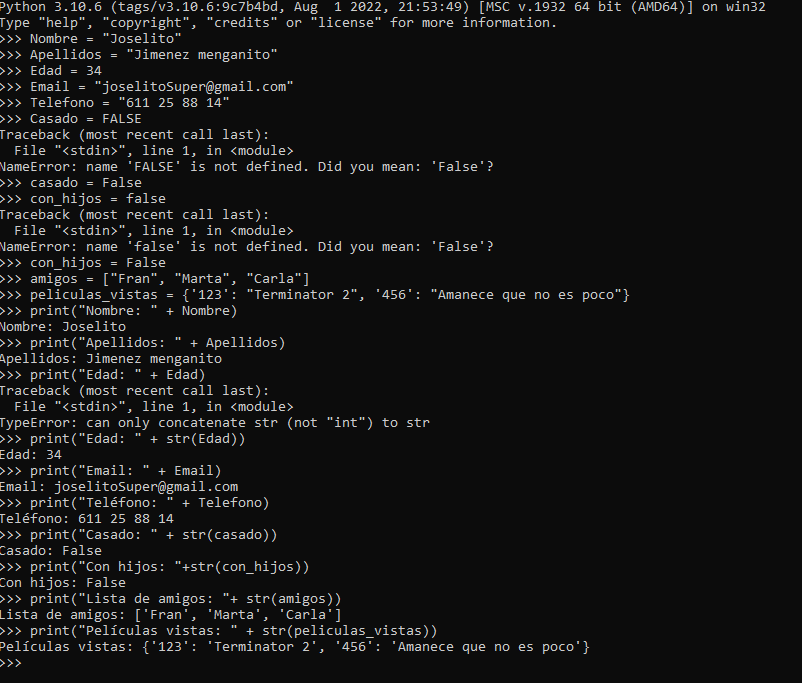 Python 3.10.6 (tags/v3.10.6:9c7b4bd, Aug  1 2022, 21:53:49) [MSC v.1932 64 bit (AMD64)] on win32
Type "help", "copyright", "credits" or "license" for more information.
>>> Nombre = "Joselito"
>>> Apellidos = "Jimenez menganito"
>>> Edad = 34
>>> Email = "joselitoSuper@gmail.com"
>>> Telefono = "611 25 88 14"
>>> Casado = FALSE
Traceback (most recent call last):
  File "<stdin>", line 1, in <module>
NameError: name 'FALSE' is not defined. Did you mean: 'False'?
>>> casado = False
>>> con_hijos = false
Traceback (most recent call last):
  File "<stdin>", line 1, in <module>
NameError: name 'false' is not defined. Did you mean: 'False'?
>>> con_hijos = False
>>> amigos = ["Fran", "Marta", "Carla"]
>>> peliculas_vistas = {'123': "Terminator 2", '456': "Amanece que no es poco"}
>>> print("Nombre: " + Nombre)
Nombre: Joselito
>>> print("Apellidos: " + Apellidos)
Apellidos: Jimenez menganito
>>> print("Edad: " + Edad)
Traceback (most recent call last):
  File "<stdin>", line 1, in <module>
TypeError: can only concatenate str (not "int") to str
>>> print("Edad: " + str(Edad))
Edad: 34
>>> print("Email: " + Email)
Email: joselitoSuper@gmail.com
>>> print("Teléfono: " + Telefono)
Teléfono: 611 25 88 14
>>> print("Casado: " + str(casado))
Casado: False
>>> print("Con hijos: "+str(con_hijos))
Con hijos: False
>>> print("Lista de amigos: "+ str(amigos))
Lista de amigos: ['Fran', 'Marta', 'Carla']
>>> print("Películas vistas: " + str(peliculas_vistas))
Películas vistas: {'123': 'Terminator 2', '456': 'Amanece que no es poco'}
>>>